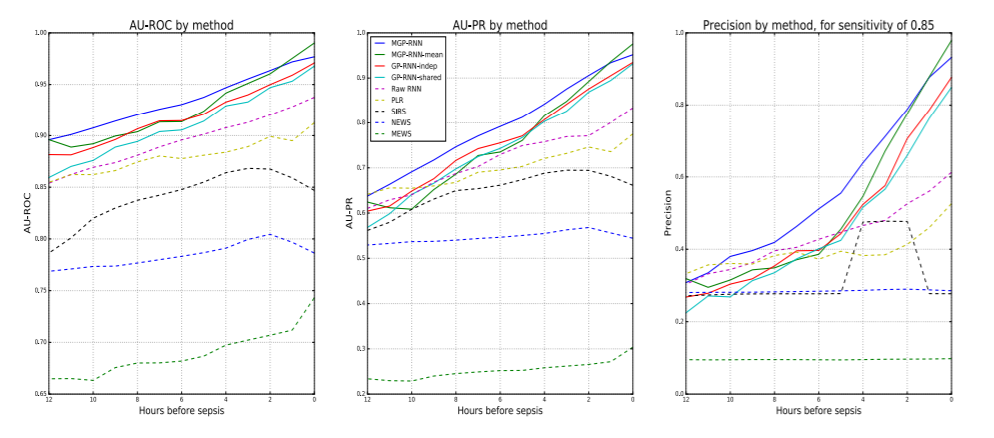 AU-ROC by method
AU-ROC
1.00
0.95
0.90
0.85
0.80
0.75
0.70
0.65
12 10 8 6 4 2 0
Hours before sepsis
AU-PR by method
AU-PR
1.0
0.9
0.8
0.7
0.6
0.5
0.4
0.3
0.2
MGP-RNN
MGP-RNN-mean
GP-RNN-indep
GP-RNN-shared
Raw RNN
PLR
SIRS
NEWS
MEWS
12 10 8 6 4 2 0
Hours before sepsis
Precision by method, for sensitivity of 0.85
Precision
1.0
0.8
0.6
0.4
0.2
0.0
12 10 8 6 4 2 0
Hours before sepsis